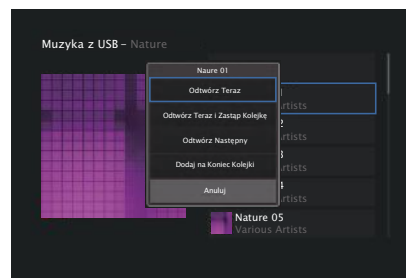 Muzyka z USB – Nature
Naure 01
Odtwórz Teraz
Odtwórz Teraz i Zastąp Kolejkę
Odtwórz Następny
Dodaj na Koniec Kolejki
Anuluj
Nature 05
Various Artists